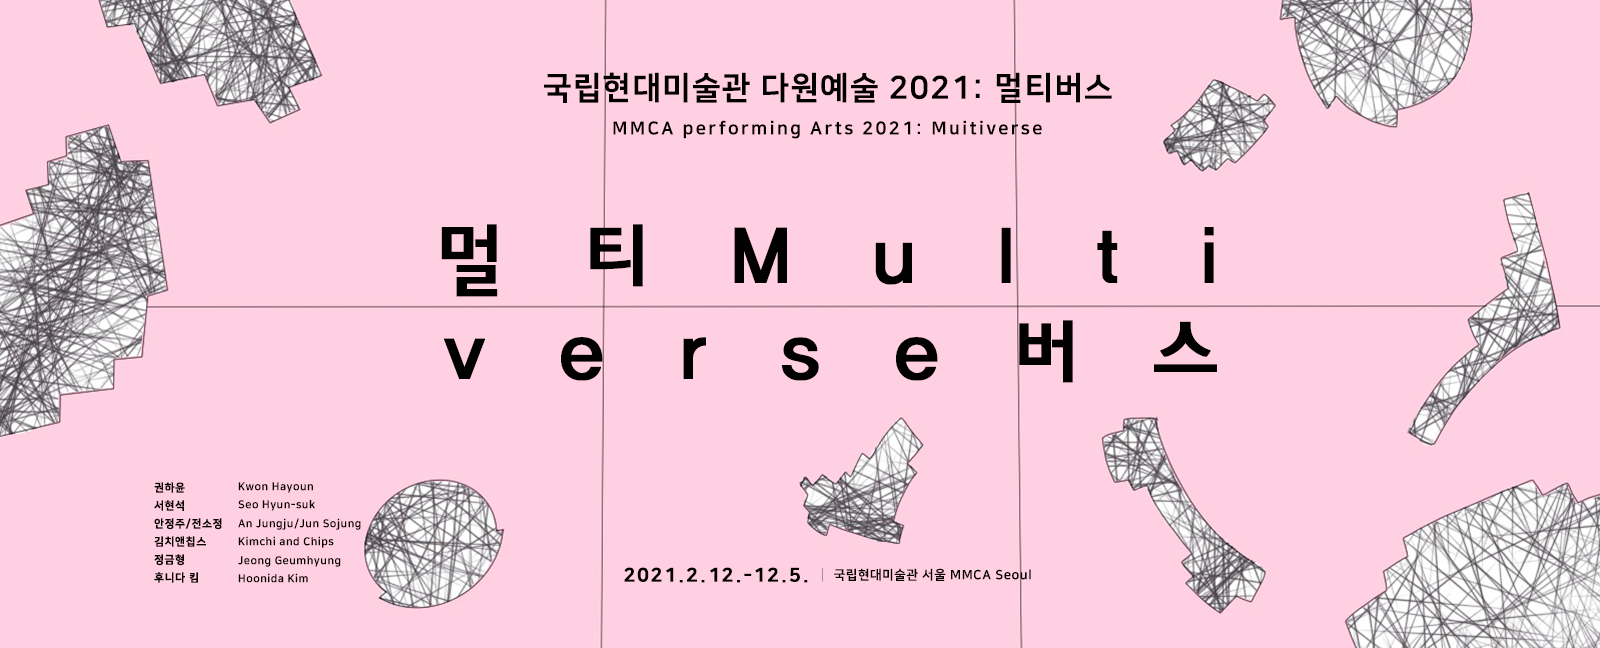 국립현대미술관 다원예술 2021: 멀티버스
MMCA performing Arts 2021: Muitiverse
멀 티 M u l t i
v e r s e 버 스
권하윤 Kwon Hayoun
서현석 Seo Hyun-suk
안정주/전소정 An Jungju/Jun Sojung
김치앤칩스 Kimchi and Chips
정금형 Jeong Geumhyung
후니다 킴 Hoonida Kim
2021.2.12.-12.5. | 국립현대미술관 서울 MMCA Seoul